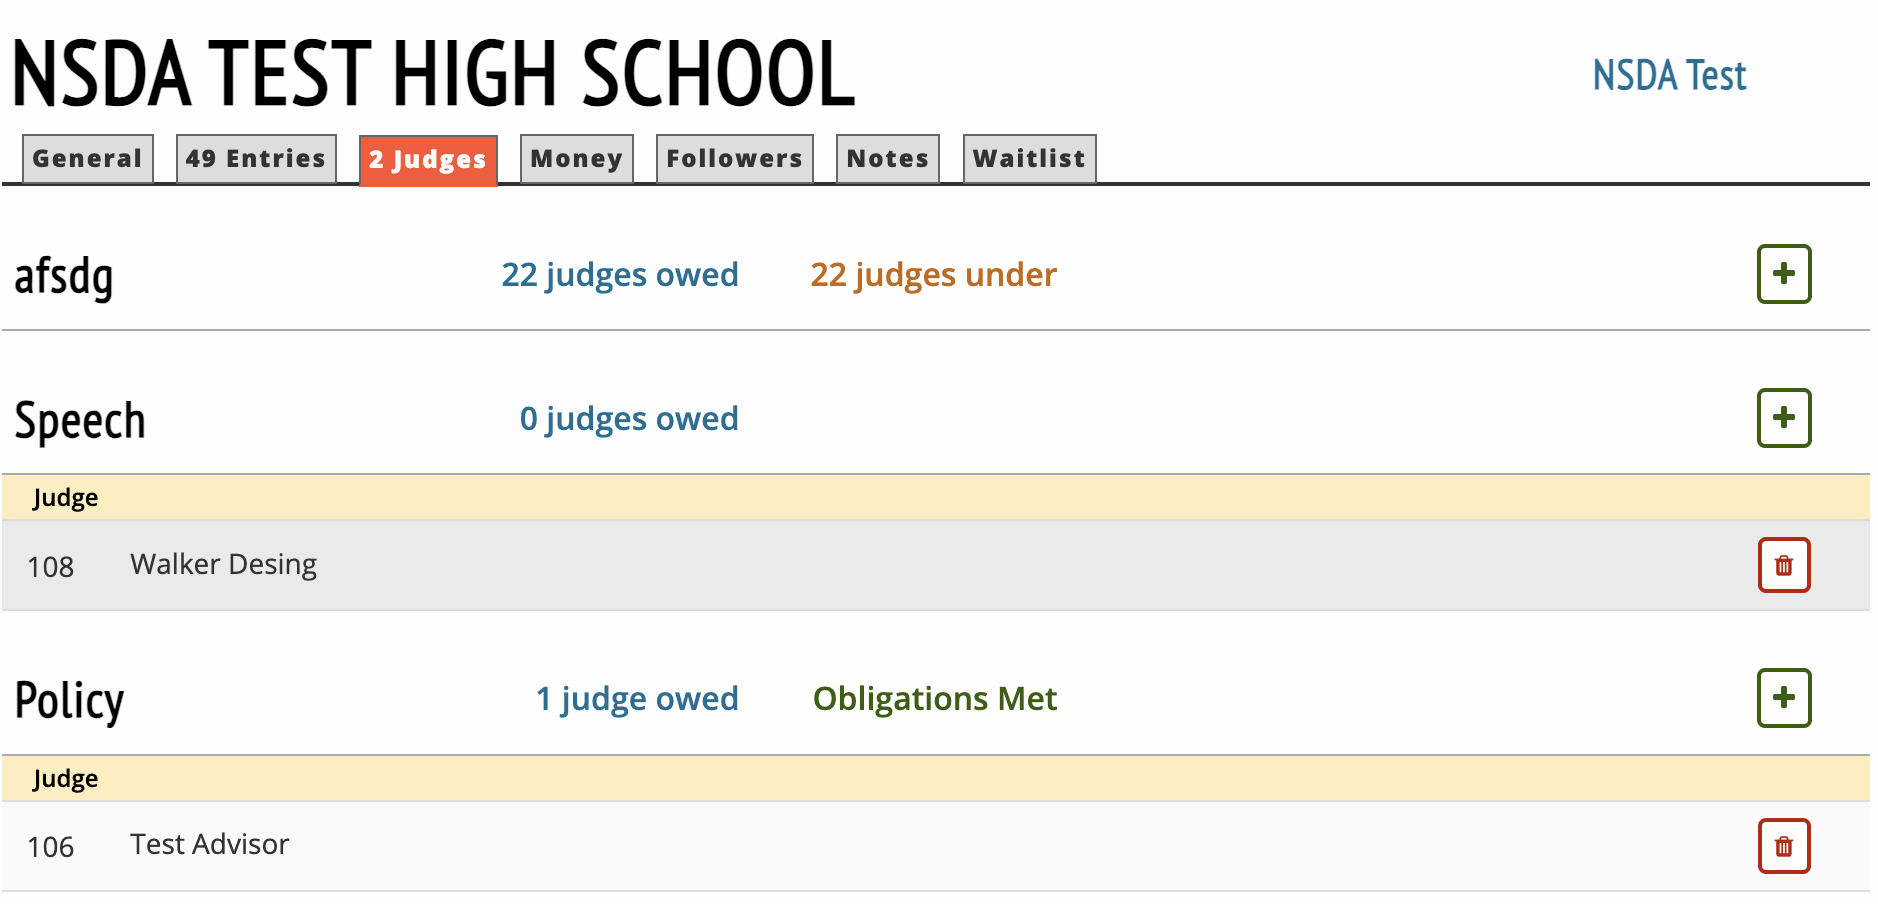 NSDA TEST HIGH SCHOOL
NSDA Test
General 49 Entries 2 Judges Money Followers Notes Waitlist
afsdg 22 judges owed 22 judges under
Speech 0 judges owed
Judge
108 Walker Desing
Policy 1 judge owed Obligations Met
Judge
106 Test Advisor